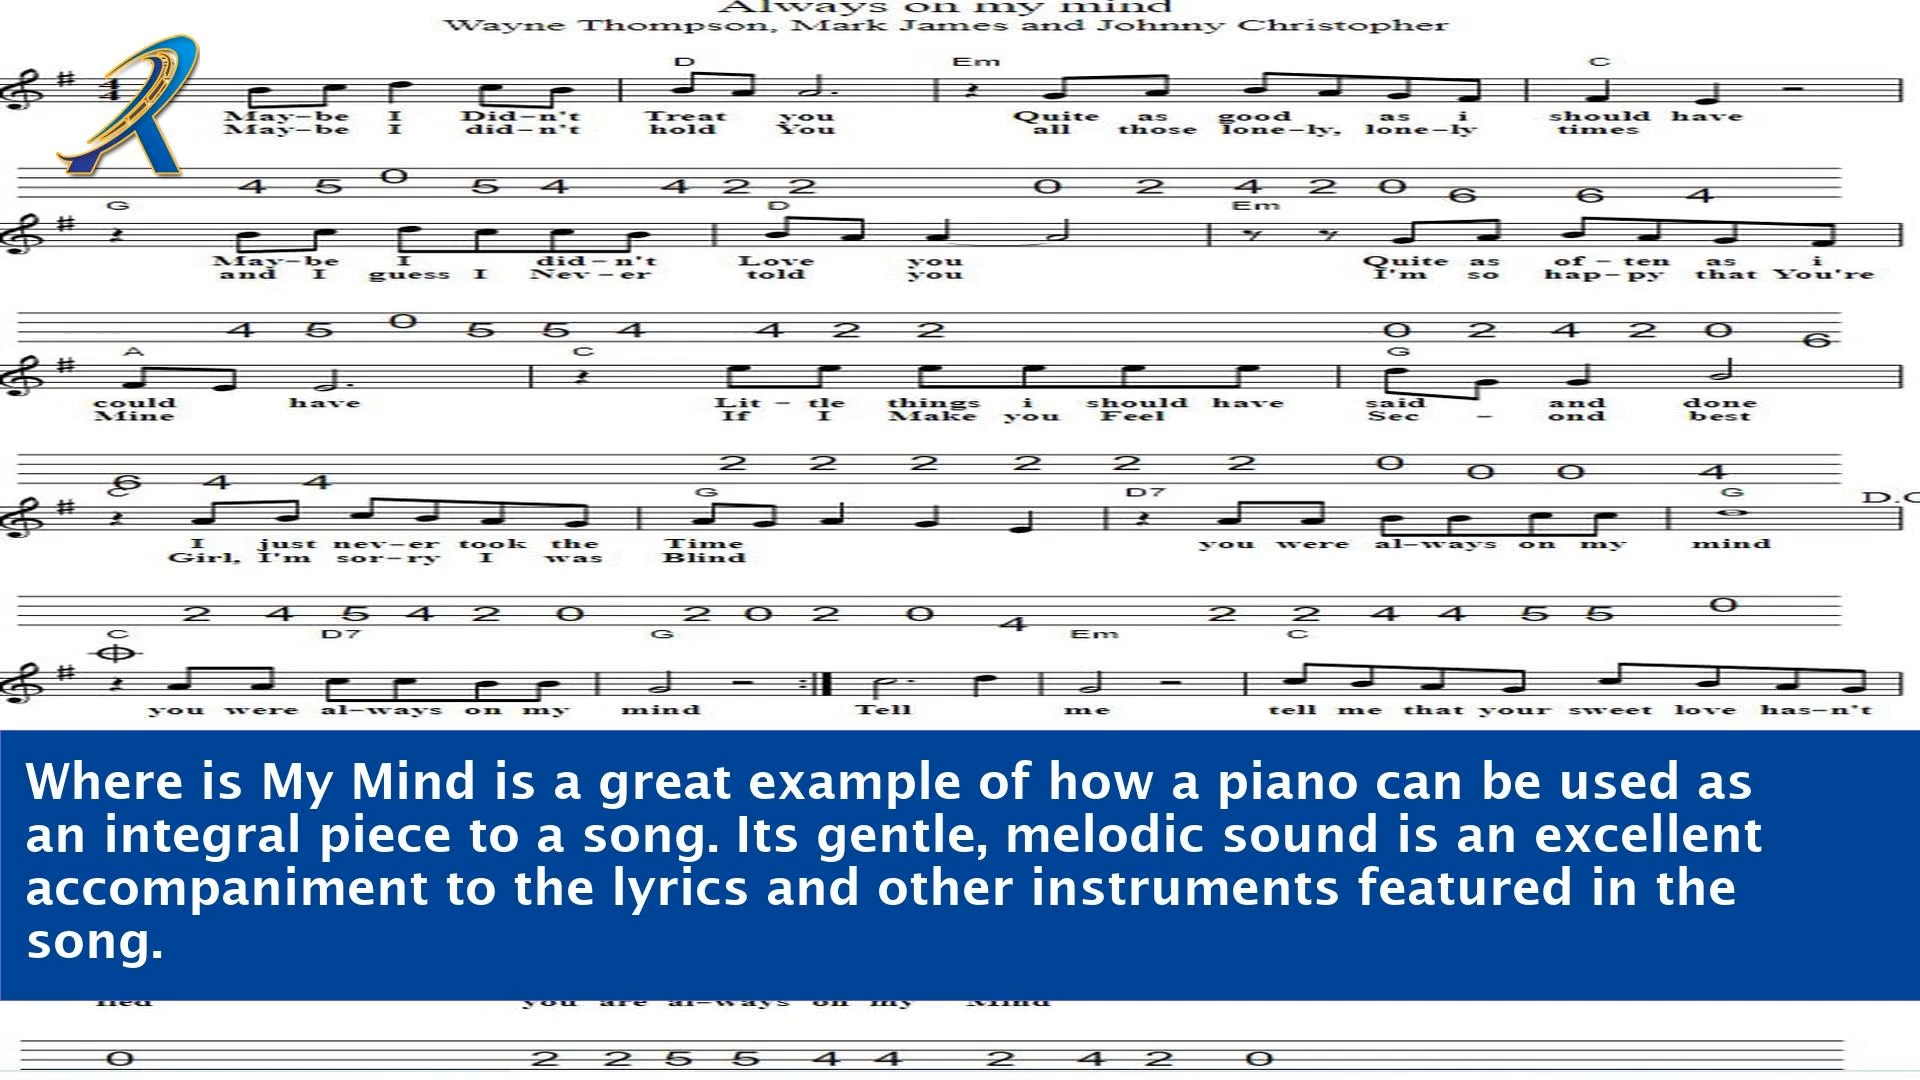 Always on my mind
Wayne Thompson, Mark James and Johnny Christopher
D Em C
May-be I Did-n't Treat you Quite as good as i should have
May-be I did-n't hold You all those lone-ly, lone-ly times
4 5 0 5 4 4 2 2 0 2 4 2 0 6 6 4
G D Em
May-be I did-n't Love you Quite as of-ten as i
and I guess I Nev-er told you I'm so hap-py that You're
4 5 0 5 5 4 4 2 2 0 2 4 2 0 6
A C G
could have Lit-tle things i should have said and done
Mine If I Make you Feel Sec-ond best
6 4 4 2 2 2 2 2 2 0 0 0 4
C G D7 G D.C
I just nev-er took the Time you were al-ways on my mind
Girl, I'm sor-ry I was Blind
2 4 5 4 2 0 2 0 2 0 4 2 2 4 4 5 5 0
C D7 G Em C
you were al-ways on my mind Tell me tell me that your sweet love has-n't
Where is My Mind is a great example of how a piano can be used as
an integral piece to a song. Its gentle, melodic sound is an excellent
accompaniment to the lyrics and other instruments featured in the
song.
you are al-ways on my Mind
0 2 2 5 5 4 4 2 4 2 0